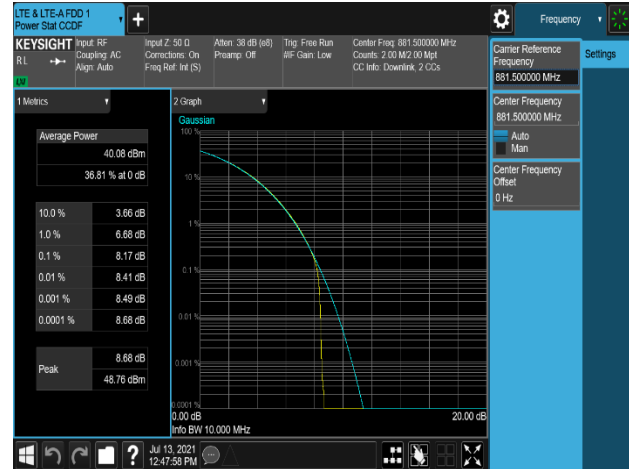 LTE & LTE-A FDD 1
Power Stat CCDF
Frequency
KEYSIGHT
Input: RF
Coupling: AC
Align: Auto
Input Z: 50 Ω
Corrections: On
Freq Ref: Int (S)
Atten: 38 dB (e8)
Preamp: Off
Trig: Free Run
#IF Gain: Low
Center Freq: 881.500000 MHz
Counts: 2.00 M/2.00 Mpt
CC Info: Downlink, 2 CCs
R L
LM
Carrier Reference
Frequency
881.500000 MHz
Settings
Center Frequency
881.500000 MHz
Auto
Man
Center Frequency
Offset
0 Hz
1 Metrics
Average Power
40.08 dBm
36.81 % at 0 dB
10.0 % 3.66 dB
1.0 % 6.68 dB
0.1 % 8.17 dB
0.01 % 8.41 dB
0.001 % 8.49 dB
0.0001 % 8.68 dB
Peak
8.68 dB
48.76 dBm
2 Graph
Gaussian
100 %
10 %
1 %
0.1 %
0.01 %
0.001 %
0.0001 %
0.00 dB
20.00 dB
Info BW 10.000 MHz
?
Jul 13, 2021
12:47:58 PM